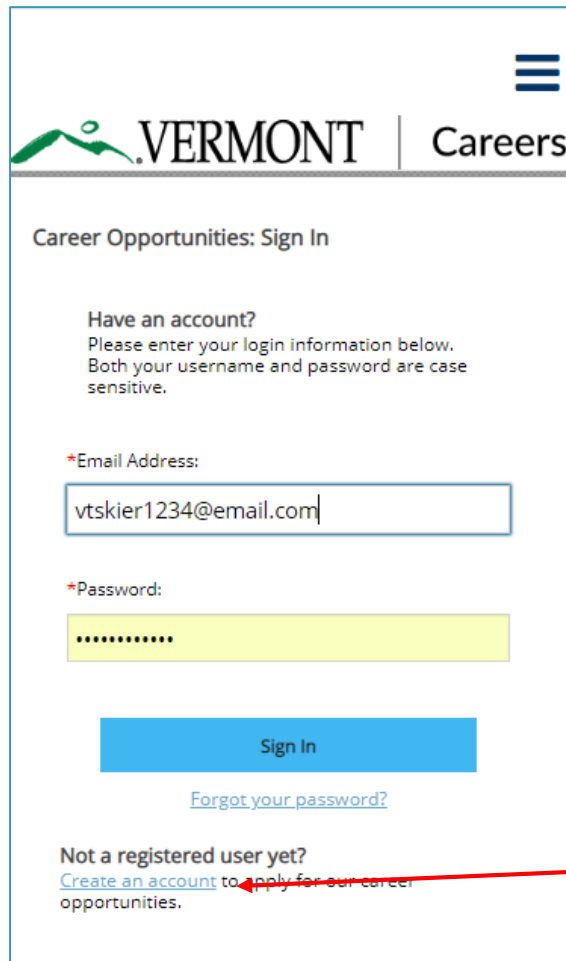 VERMONT Careers
Career Opportunities: Sign In
Have an account?
Please enter your login information below.
Both your username and password are case
sensitive.
*Email Address:
vtskier1234@email.com
*Password:
••••••••••••
Sign In
Forgot your password?
Not a registered user yet?
Create an account to apply for our career
opportunities.